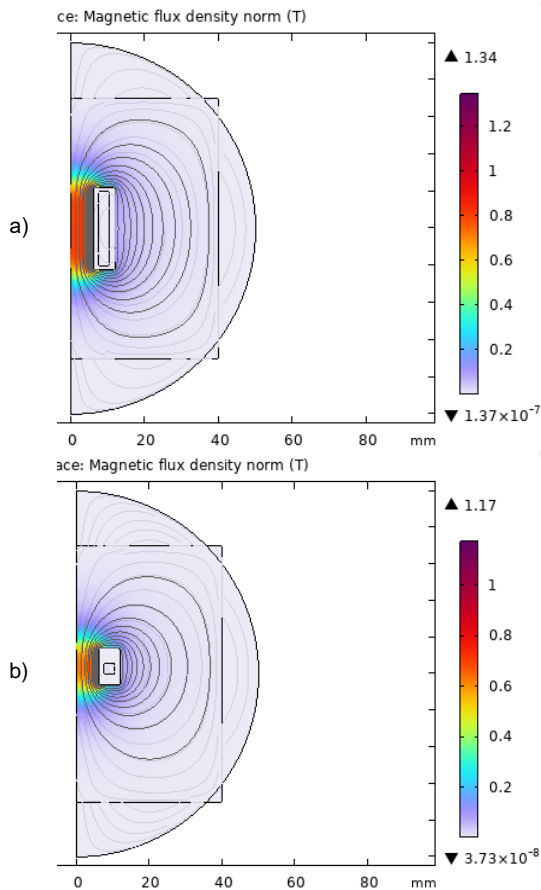 ce: Magnetic flux density norm (T)
▲ 1.34
1.2
1
0.8
0.6
0.4
0.2
▼ 1.37×10⁻⁷
a)
0 20 40 60 80 mm
ace: Magnetic flux density norm (T)
▲ 1.17
1
0.8
0.6
0.4
0.2
▼ 3.73×10⁻⁸
b)
0 20 40 60 80 mm